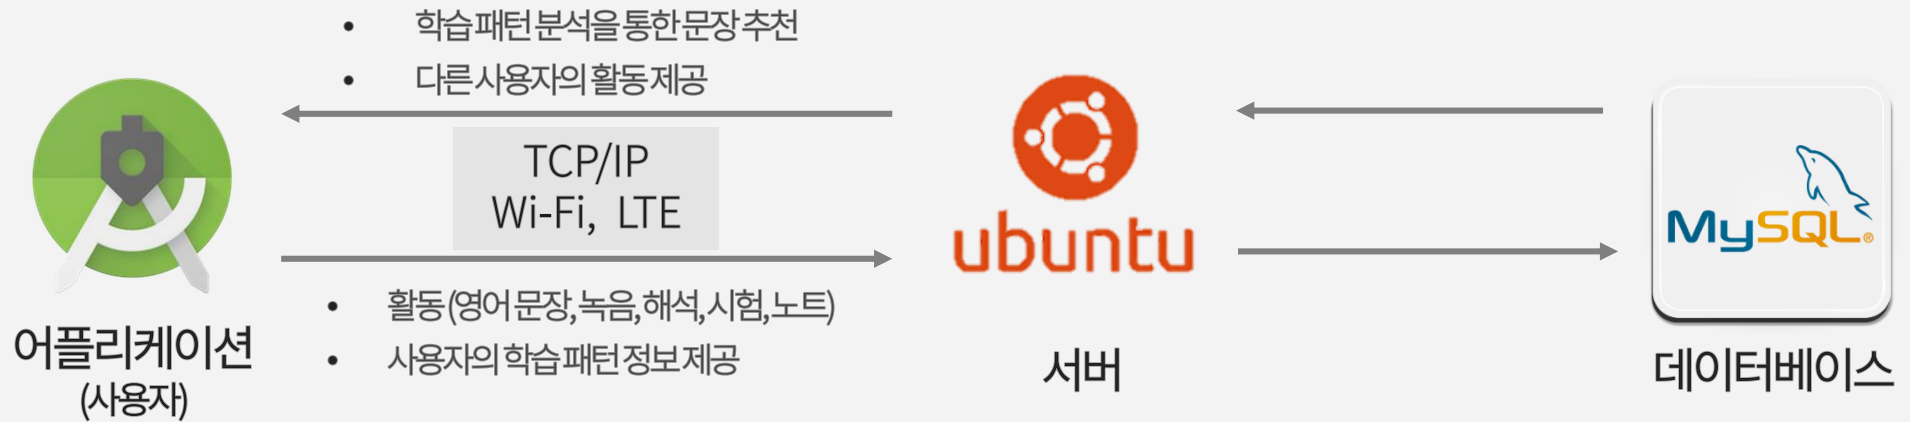 • 학습 패턴 분석을 통한 문장 추천
• 다른 사용자의 활동 제공
TCP/IP
Wi-Fi, LTE
• 활동 (영어 문장, 녹음, 해석, 시험, 노트)
• 사용자의 학습 패턴 정보 제공
어플리케이션
(사용자)
ubuntu
서버
MySQL®
데이터베이스